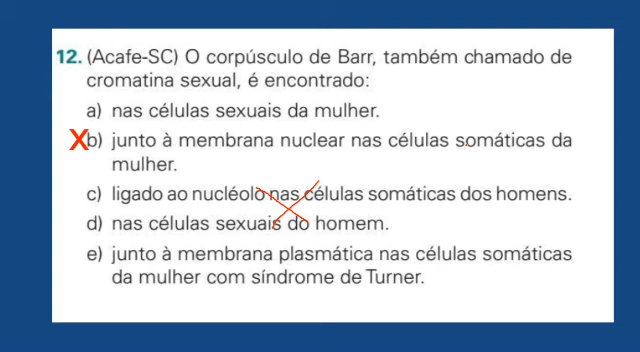 12. (Acafe-SC) O corpúsculo de Barr, também chamado de
cromatina sexual, é encontrado:
a) nas células sexuais da mulher.
X b) junto à membrana nuclear nas células somáticas da
mulher.
c) ligado ao nucléolo nas células somáticas dos homens.
d) nas células sexuais do homem.
e) junto à membrana plasmática nas células somáticas
da mulher com síndrome de Turner.